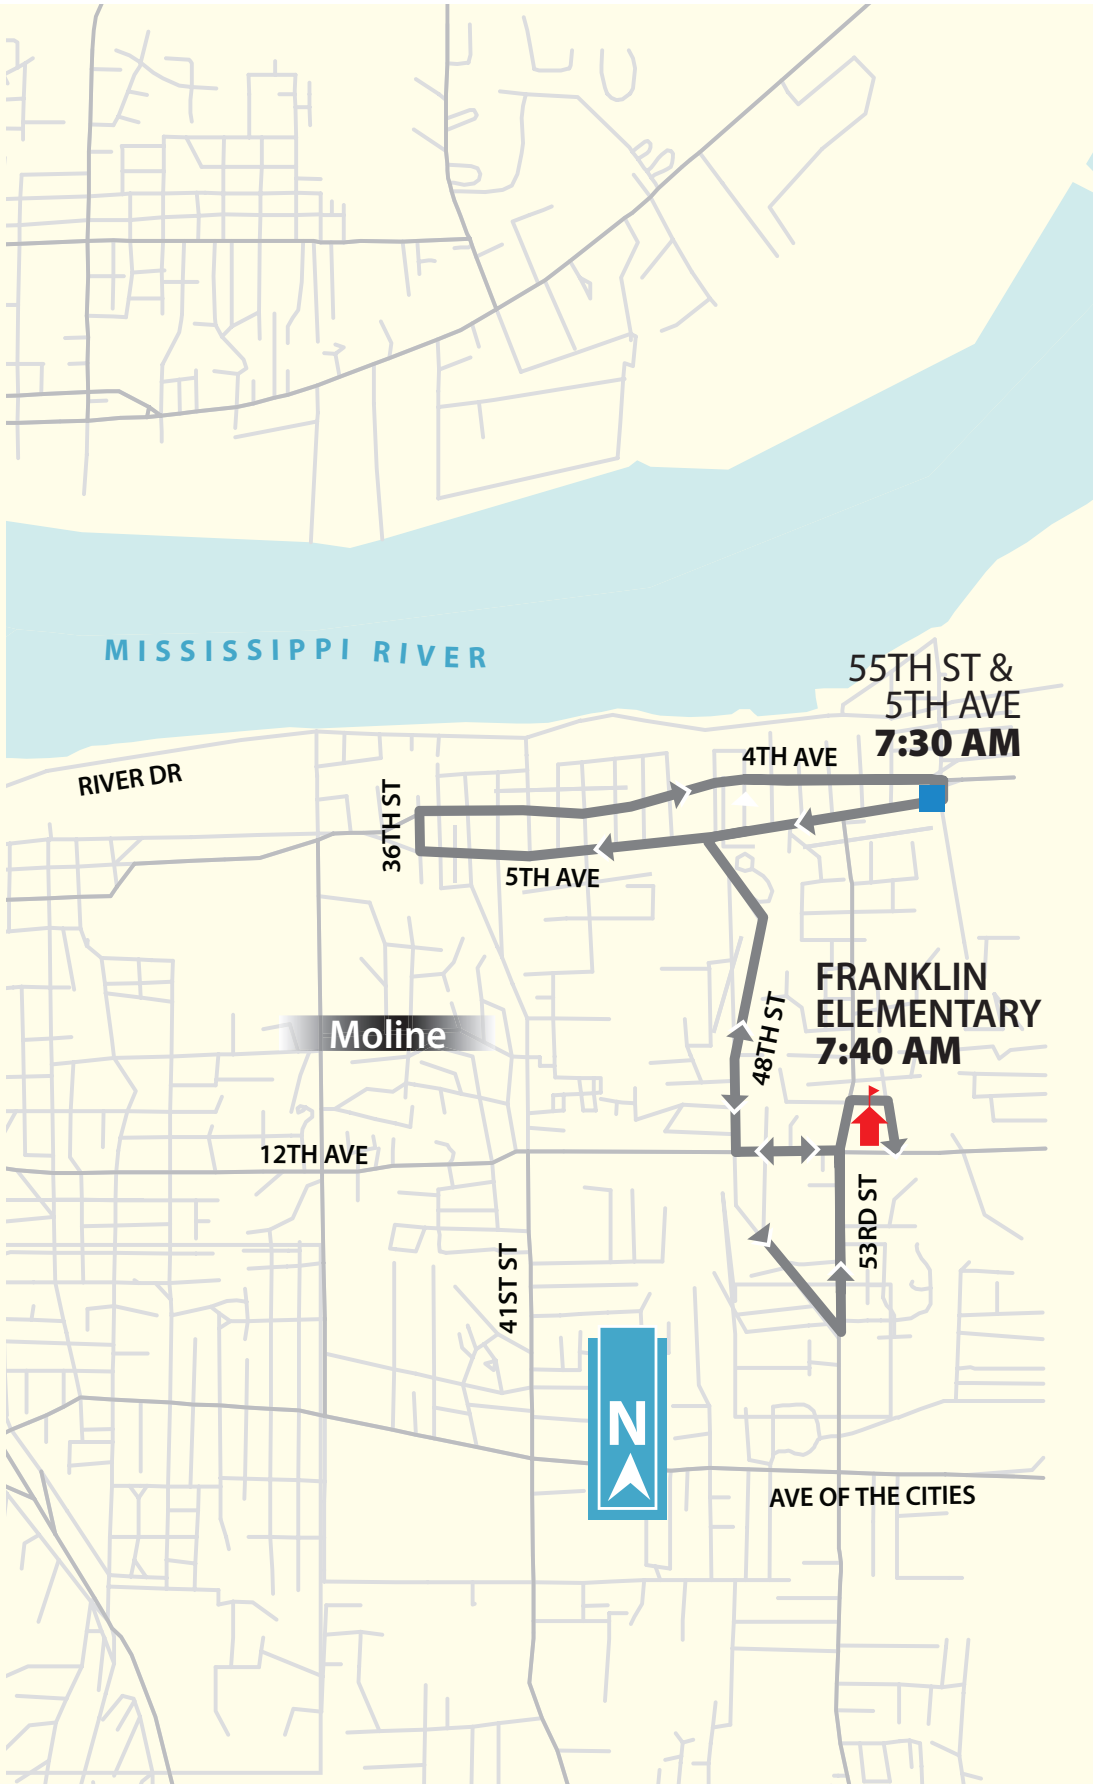 MISSISSIPPI RIVER
55TH ST &
5TH AVE
7:30 AM
4TH AVE
RIVER DR
36TH ST
5TH AVE
FRANKLIN
ELEMENTARY
7:40 AM
48TH ST
Moline
12TH AVE
53RD ST
41ST ST
N
AVE OF THE CITIES